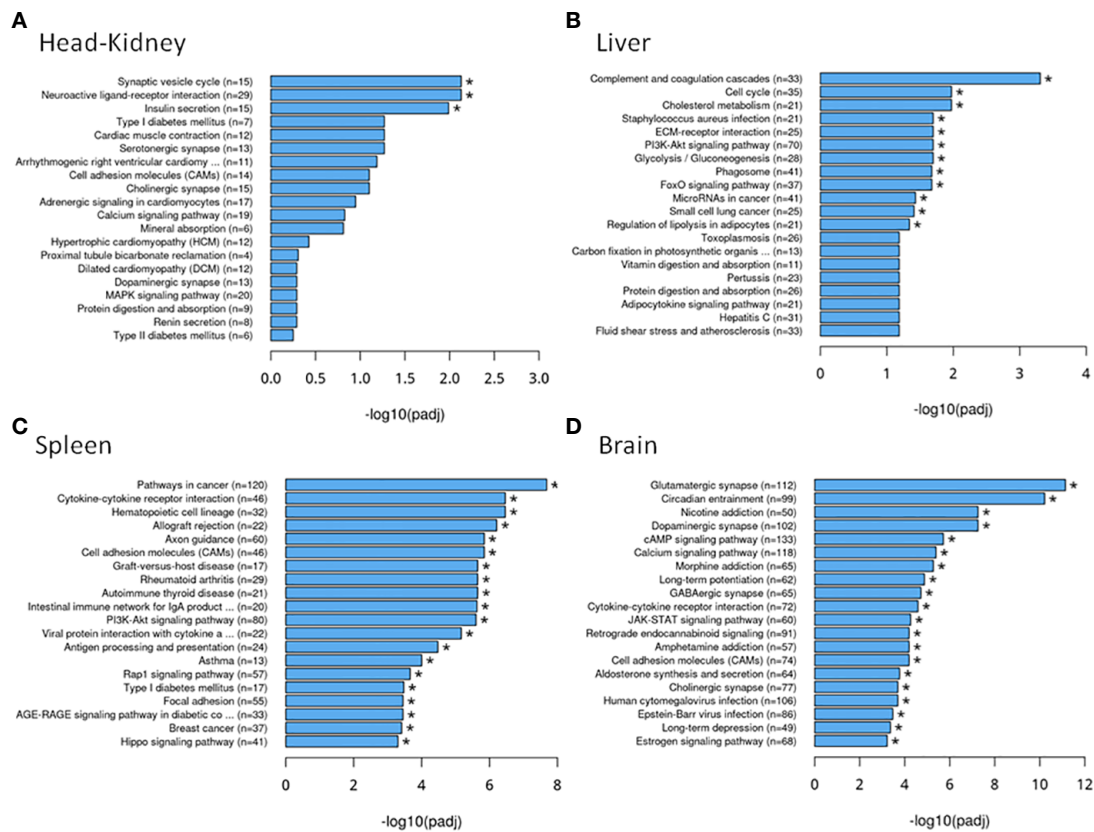 A
Head-Kidney
Synaptic vesicle cycle (n=15) *
Neuroactive ligand-receptor interaction (n=29) *
Insulin secretion (n=15) *
Type I diabetes mellitus (n=7)
Cardiac muscle contraction (n=12)
Serotonergic synapse (n=13)
Arrhythmogenic right ventricular cardiomy ... (n=11)
Cell adhesion molecules (CAMs) (n=14)
Cholinergic synapse (n=15)
Adrenergic signaling in cardiomyocytes (n=17)
Calcium signaling pathway (n=19)
Mineral absorption (n=6)
Hypertrophic cardiomyopathy (HCM) (n=12)
Proximal tubule bicarbonate reclamation (n=4)
Dilated cardiomyopathy (DCM) (n=12)
Dopaminergic synapse (n=13)
MAPK signaling pathway (n=20)
Protein digestion and absorption (n=9)
Renin secretion (n=8)
Type II diabetes mellitus (n=6)
0.0 0.5 1.0 1.5 2.0 2.5 3.0
-log10(padj)
B
Liver
Complement and coagulation cascades (n=33) *
Cell cycle (n=35) *
Cholesterol metabolism (n=21) *
Staphylococcus aureus infection (n=21) *
ECM-receptor interaction (n=25) *
PI3K-Akt signaling pathway (n=70) *
Glycolysis / Gluconeogenesis (n=28) *
Phagosome (n=41) *
FoxO signaling pathway (n=37) *
MicroRNAs in cancer (n=41) *
Small cell lung cancer (n=25) *
Regulation of lipolysis in adipocytes (n=21) *
Toxoplasmosis (n=26)
Carbon fixation in photosynthetic organis ... (n=13)
Vitamin digestion and absorption (n=11)
Pertussis (n=23)
Protein digestion and absorption (n=26)
Adipocytokine signaling pathway (n=21)
Hepatitis C (n=31)
Fluid shear stress and atherosclerosis (n=33)
0 1 2 3 4
-log10(padj)
C
Spleen
Pathways in cancer (n=120) *
Cytokine-cytokine receptor interaction (n=46) *
Hematopoietic cell lineage (n=32) *
Allograft rejection (n=22) *
Axon guidance (n=60) *
Cell adhesion molecules (CAMs) (n=46) *
Graft-versus-host disease (n=17) *
Rheumatoid arthritis (n=29) *
Autoimmune thyroid disease (n=21) *
Intestinal immune network for IgA product ... (n=20) *
PI3K-Akt signaling pathway (n=80) *
Viral protein interaction with cytokine a ... (n=22) *
Antigen processing and presentation (n=24) *
Asthma (n=13) *
Rap1 signaling pathway (n=57) *
Type I diabetes mellitus (n=17) *
Focal adhesion (n=55) *
AGE-RAGE signaling pathway in diabetic co ... (n=33) *
Breast cancer (n=37) *
Hippo signaling pathway (n=41) *
0 2 4 6 8
-log10(padj)
D
Brain
Glutamatergic synapse (n=112) *
Circadian entrainment (n=99) *
Nicotine addiction (n=50) *
Dopaminergic synapse (n=102) *
cAMP signaling pathway (n=133) *
Calcium signaling pathway (n=118) *
Morphine addiction (n=65) *
Long-term potentiation (n=62) *
GABAergic synapse (n=65) *
Cytokine-cytokine receptor interaction (n=72) *
JAK-STAT signaling pathway (n=60) *
Retrograde endocannabinoid signaling (n=91) *
Amphetamine addiction (n=57) *
Cell adhesion molecules (CAMs) (n=74) *
Aldosterone synthesis and secretion (n=64) *
Cholinergic synapse (n=77) *
Human cytomegalovirus infection (n=106) *
Epstein-Barr virus infection (n=86) *
Long-term depression (n=49) *
Estrogen signaling pathway (n=68) *
0 2 4 6 8 10 12
-log10(padj)